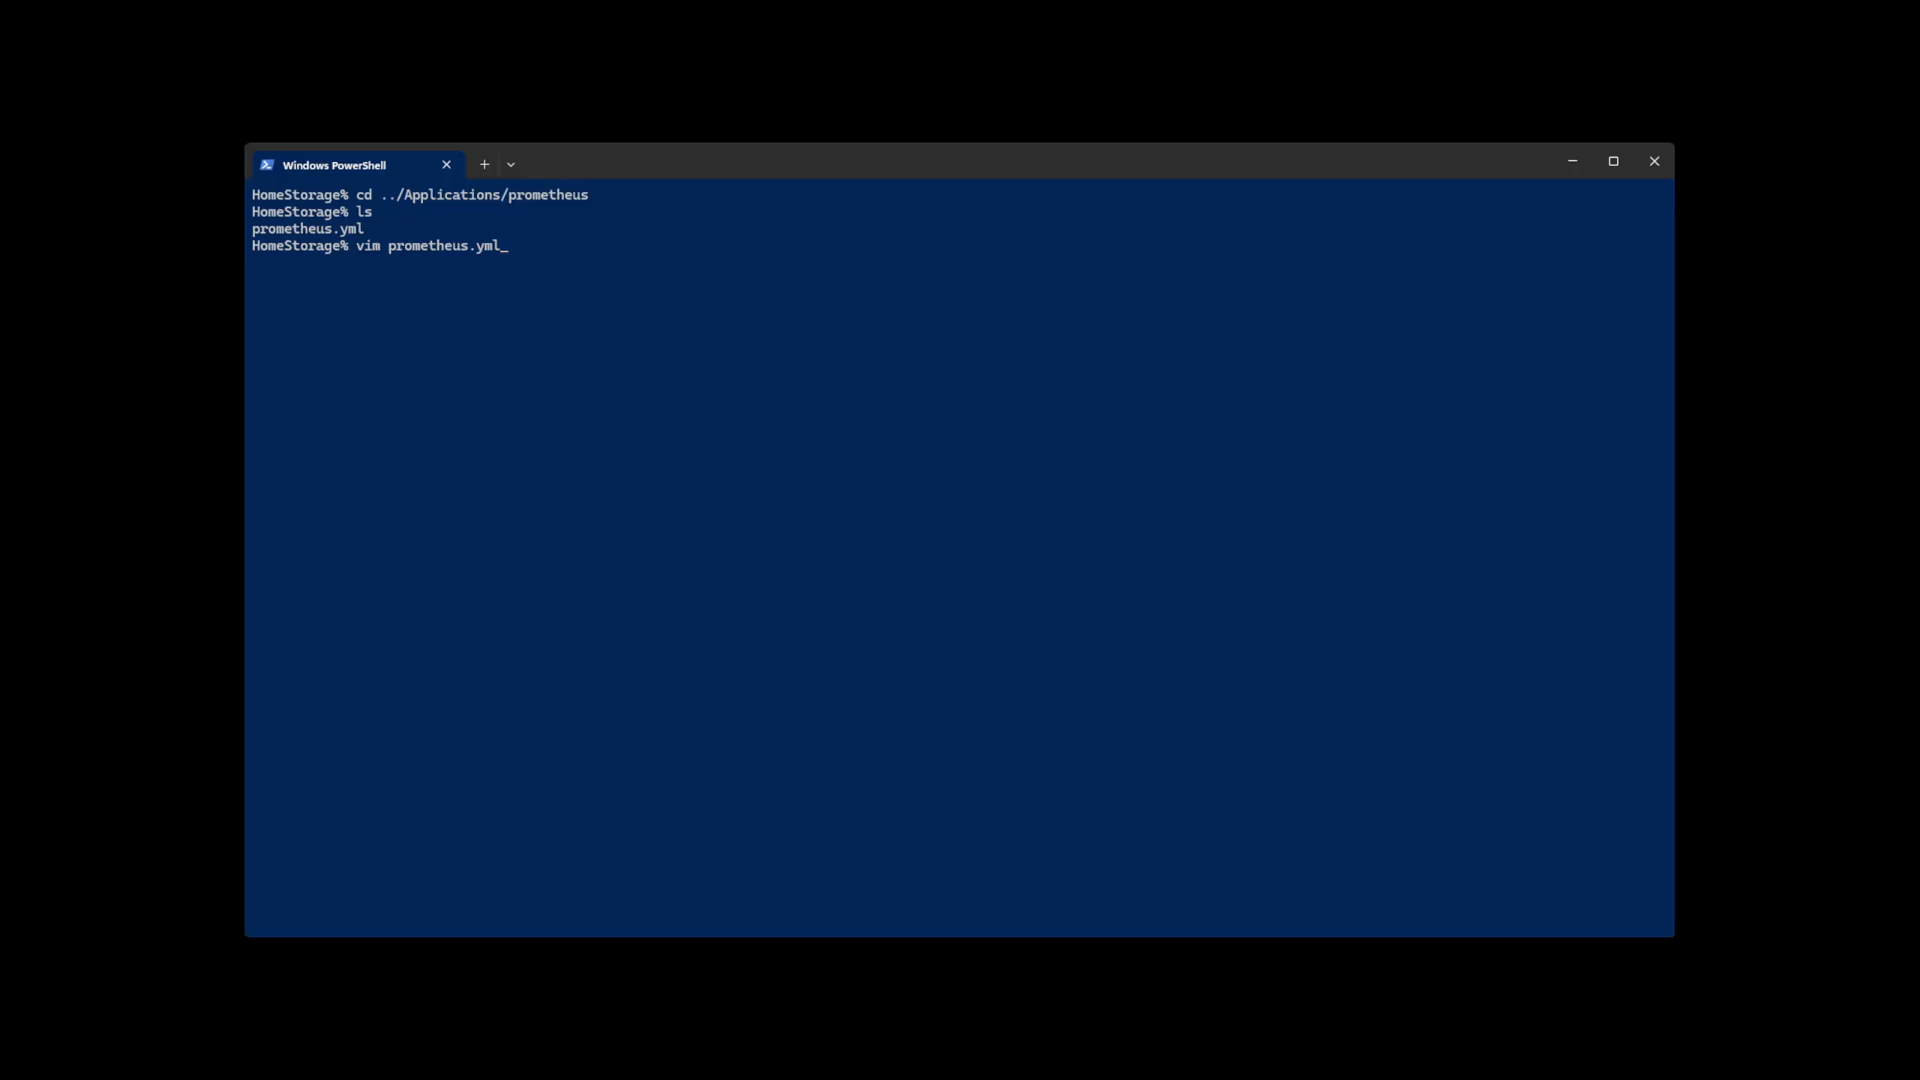 Windows PowerShell
HomeStorage% cd ../Applications/prometheus
HomeStorage% ls
prometheus.yml
HomeStorage% vim prometheus.yml_